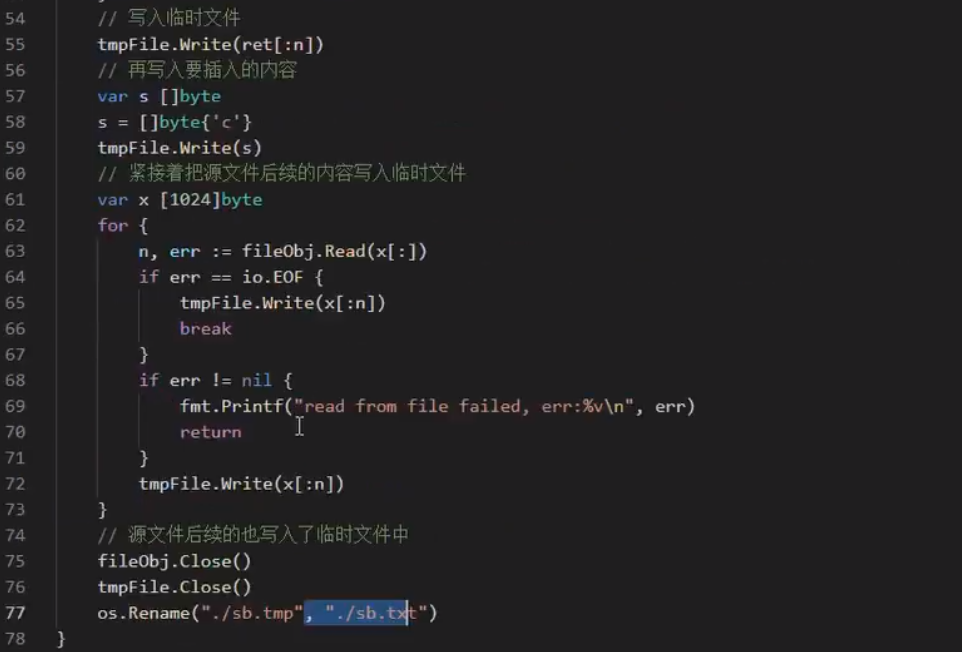 54 // 写入临时文件
55 tmpFile.Write(ret[:n])
56 // 再写入要插入的内容
57 var s []byte
58 s = []byte{'c'}
59 tmpFile.Write(s)
60 // 紧接着把源文件后续的内容写入临时文件
61 var x [1024]byte
62 for {
63 n, err := fileObj.Read(x[:])
64 if err == io.EOF {
65 tmpFile.Write(x[:n])
66 break
67 }
68 if err != nil {
69 fmt.Printf("read from file failed, err:%v\n", err)
70 return
71 }
72 tmpFile.Write(x[:n])
73 }
74 // 源文件后续的也写入了临时文件中
75 fileObj.Close()
76 tmpFile.Close()
77 os.Rename("./sb.tmp", "./sb.txt")
78 }